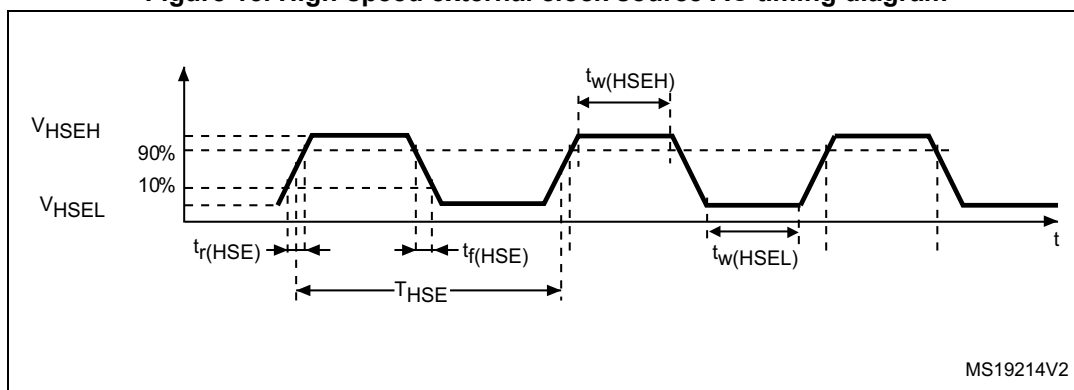 Figure 16. High-speed external clock source AC timing diagram
tw(HSEH)
VHSEH
90%
10%
VHSEL
tr(HSE)
tf(HSE)
tw(HSEL)
t
THSE
MS19214V2